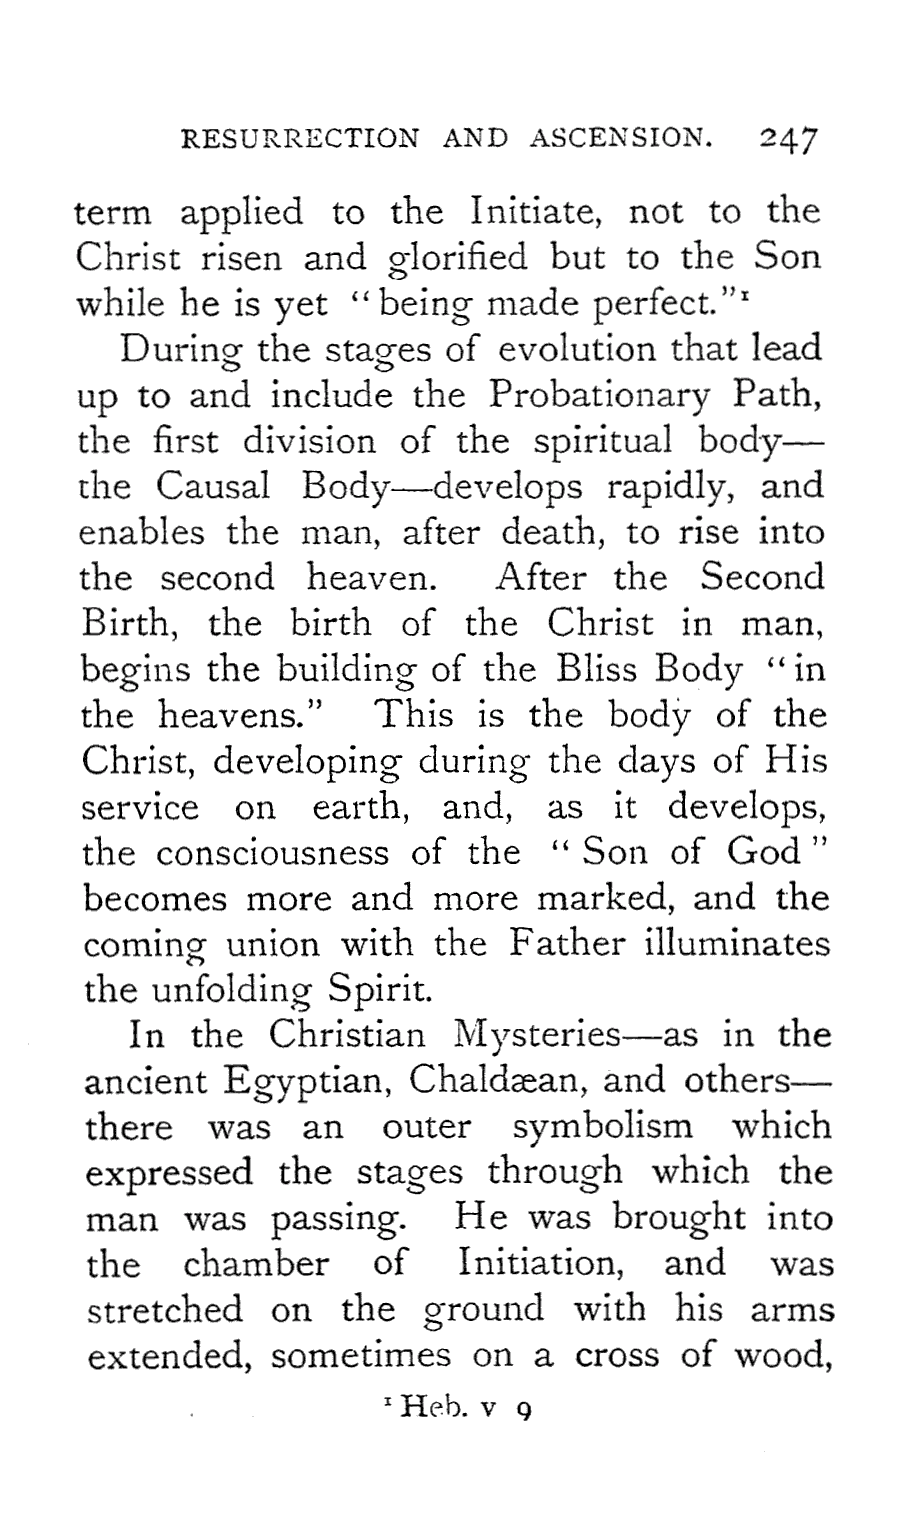 RESURRECTION AND ASCENSION. 247
term applied to the Initiate, not to the
Christ risen and glorified but to the Son
while he is yet “being made perfect.”¹
During the stages of evolution that lead
up to and include the Probationary Path,
the first division of the spiritual body—
the Causal Body—develops rapidly, and
enables the man, after death, to rise into
the second heaven. After the Second
Birth, the birth of the Christ in man,
begins the building of the Bliss Body “in
the heavens.” This is the body of the
Christ, developing during the days of His
service on earth, and, as it develops,
the consciousness of the “Son of God”
becomes more and more marked, and the
coming union with the Father illuminates
the unfolding Spirit.
In the Christian Mysteries—as in the
ancient Egyptian, Chaldæan, and others—
there was an outer symbolism which
expressed the stages through which the
man was passing. He was brought into
the chamber of Initiation, and was
stretched on the ground with his arms
extended, sometimes on a cross of wood,
¹ Heb. v 9